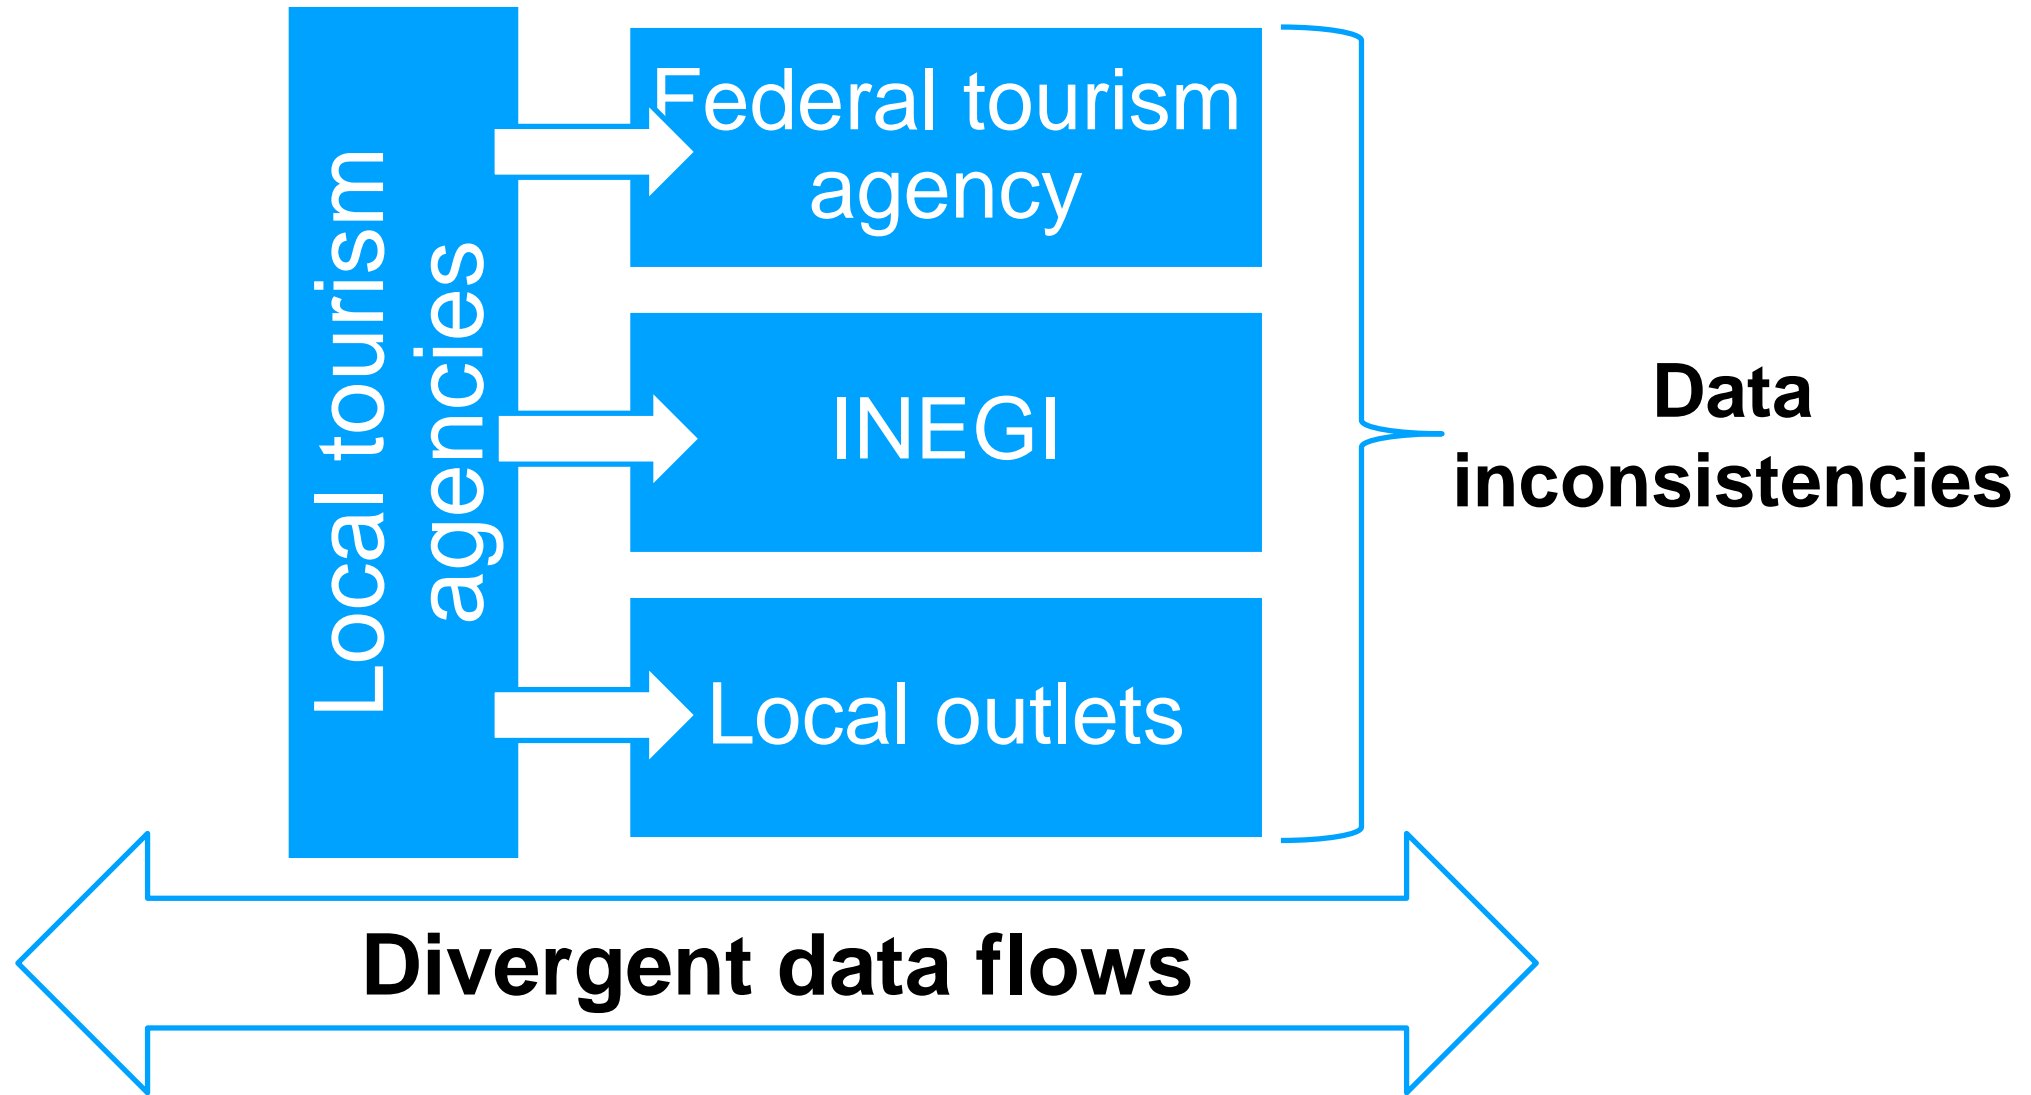 Local tourism
agencies
Federal tourism
agency
INEGI
Local outlets
Data
inconsistencies
Divergent data flows